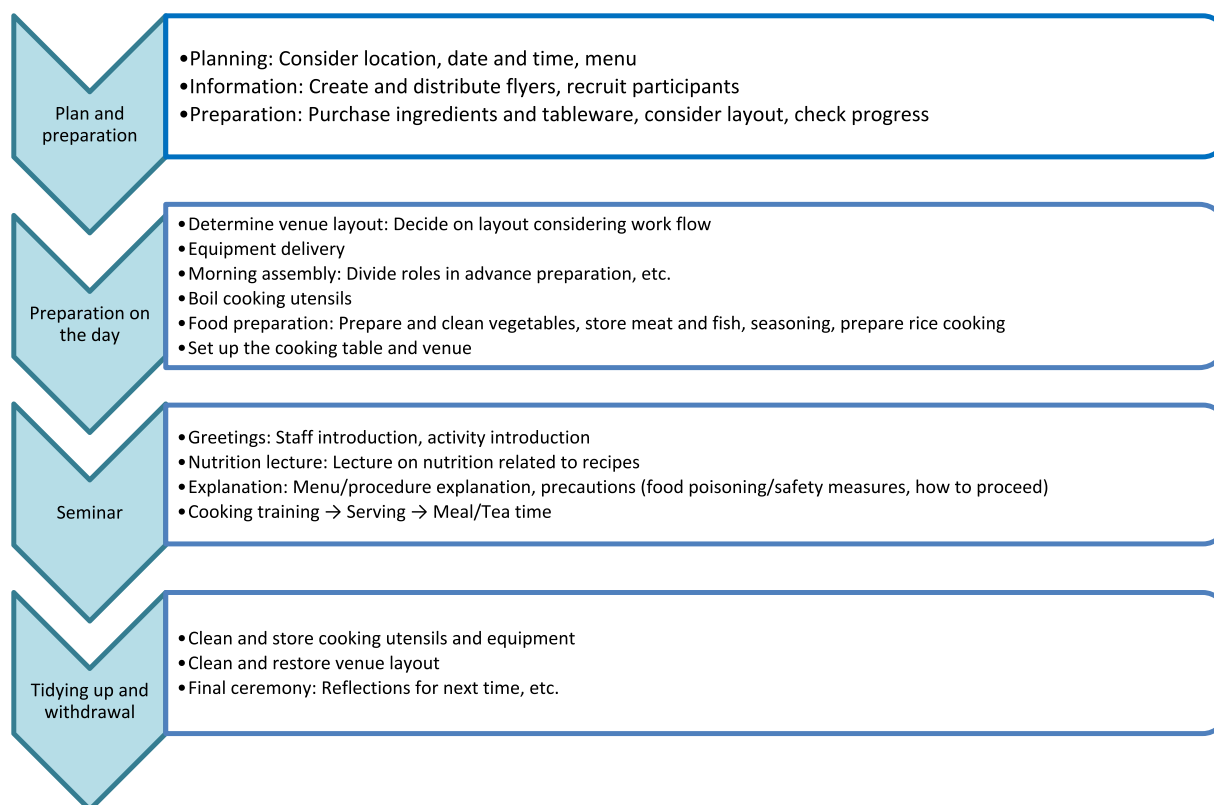 Plan and
preparation
•Planning: Consider location, date and time, menu
•Information: Create and distribute flyers, recruit participants
•Preparation: Purchase ingredients and tableware, consider layout, check progress
Preparation on
the day
•Determine venue layout: Decide on layout considering work flow
•Equipment delivery
•Morning assembly: Divide roles in advance preparation, etc.
•Boil cooking utensils
•Food preparation: Prepare and clean vegetables, store meat and fish, seasoning, prepare rice cooking
•Set up the cooking table and venue
Seminar
•Greetings: Staff introduction, activity introduction
•Nutrition lecture: Lecture on nutrition related to recipes
•Explanation: Menu/procedure explanation, precautions (food poisoning/safety measures, how to proceed)
•Cooking training → Serving → Meal/Tea time
Tidying up and
withdrawal
•Clean and store cooking utensils and equipment
•Clean and restore venue layout
•Final ceremony: Reflections for next time, etc.